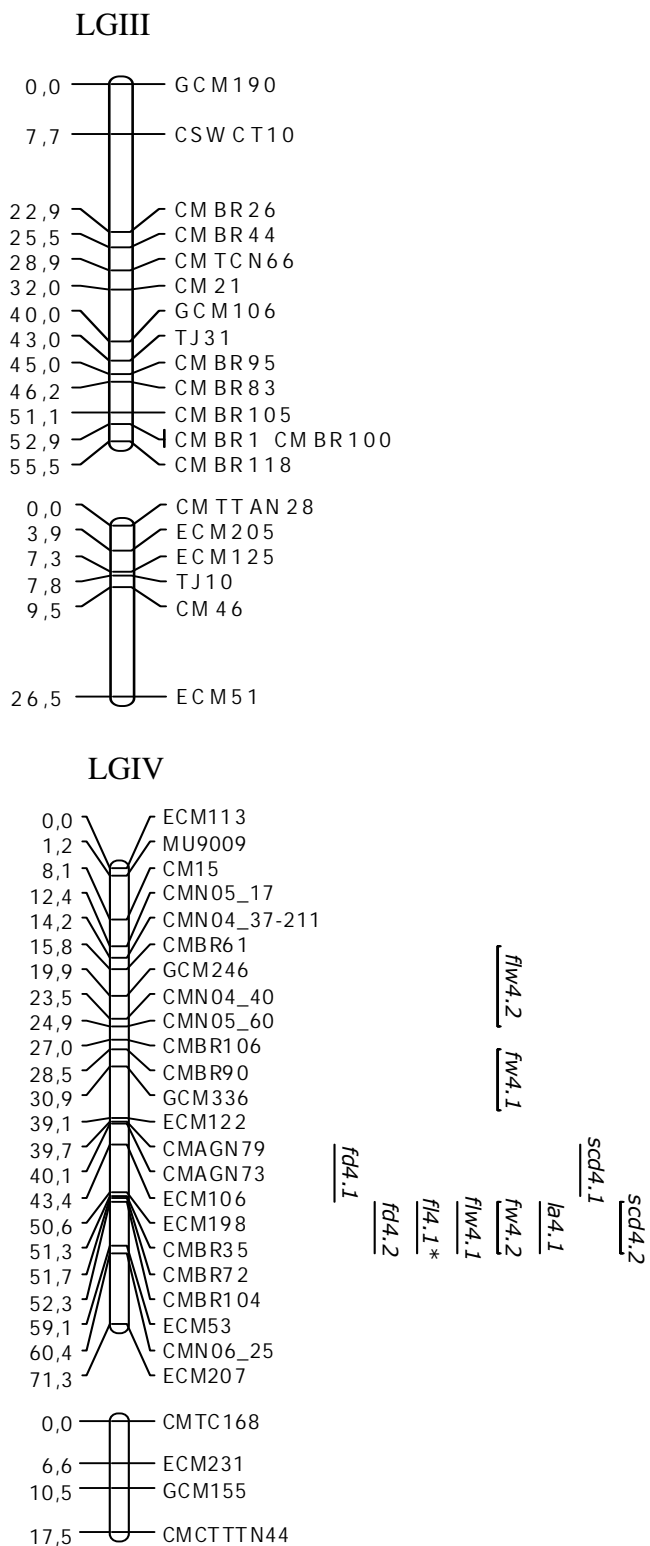 LGIII
0,0 GCM190
7,7 CSWCT10
22,9 CMBR26
25,5 CMBR44
28,9 CMTCN66
32,0 CM21
40,0 GCM106
43,0 TJ31
45,0 CMBR95
46,2 CMBR83
51,1 CMBR105
52,9 CMBR1 CMBR100
55,5 CMBR118
0,0 CMTTAN28
3,9 ECM205
7,3 ECM125
7,8 TJ10
9,5 CM46
26,5 ECM51
LGIV
0,0 ECM113
1,2 MU9009
8,1 CM15
12,4 CMN05_17
14,2 CMN04_37-211
15,8 CMBR61
19,9 GCM246
23,5 CMN04_40
24,9 CMN05_60
27,0 CMBR106
28,5 CMBR90
30,9 GCM336
39,1 ECM122
39,7 CMAGN79
40,1 CMAGN73
43,4 ECM106
50,6 ECM198
51,3 CMBR35
51,7 CMBR72
52,3 CMBR104
59,1 ECM53
60,4 CMN06_25
71,3 ECM207
flw4.2
fw4.1
fd4.1
scd4.1
fd4.2
fl4.1*
flw4.1
fw4.2
la4.1
scd4.2
0,0 CMTC168
6,6 ECM231
10,5 GCM155
17,5 CMCTTTN44